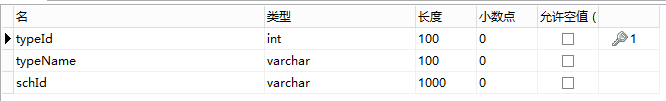 名 类型 长度 小数点 允许空值 (
typeId int 100 0 1
typeName varchar 100 0
schId varchar 1000 0